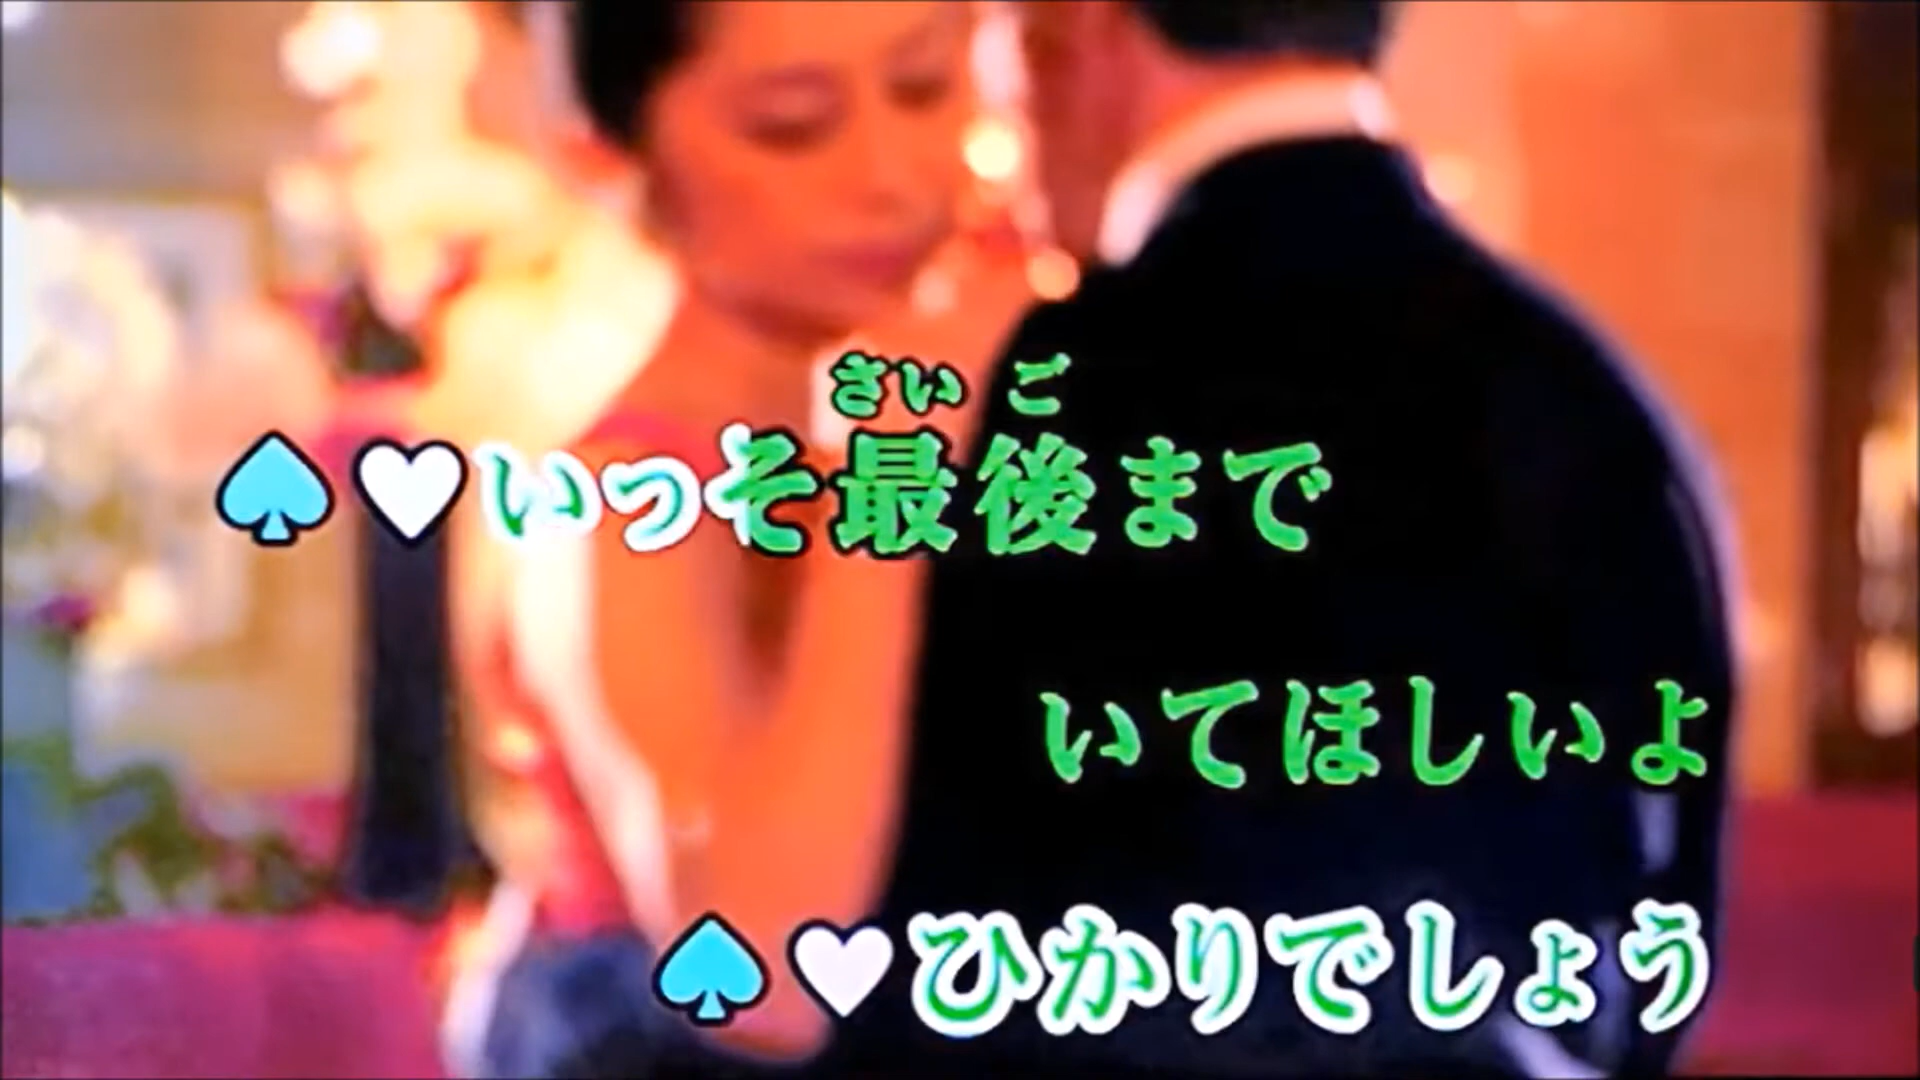 さいご
♠♥いっそ最後まで
いてほしいよ
♠♥ひかりでしょう